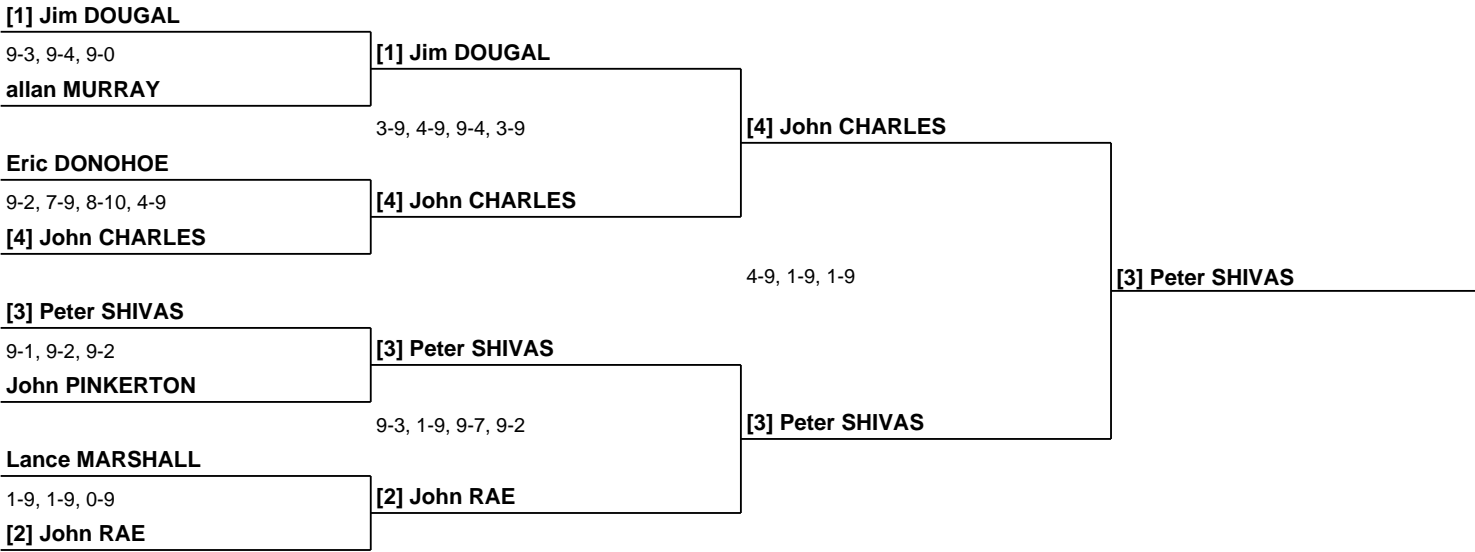 [1] Jim DOUGAL
9-3, 9-4, 9-0
allan MURRAY
Eric DONOHOE
9-2, 7-9, 8-10, 4-9
[4] John CHARLES
[3] Peter SHIVAS
9-1, 9-2, 9-2
John PINKERTON
Lance MARSHALL
1-9, 1-9, 0-9
[2] John RAE
[1] Jim DOUGAL
3-9, 4-9, 9-4, 3-9
[4] John CHARLES
[3] Peter SHIVAS
9-3, 1-9, 9-7, 9-2
[2] John RAE
[4] John CHARLES
4-9, 1-9, 1-9
[3] Peter SHIVAS
[3] Peter SHIVAS